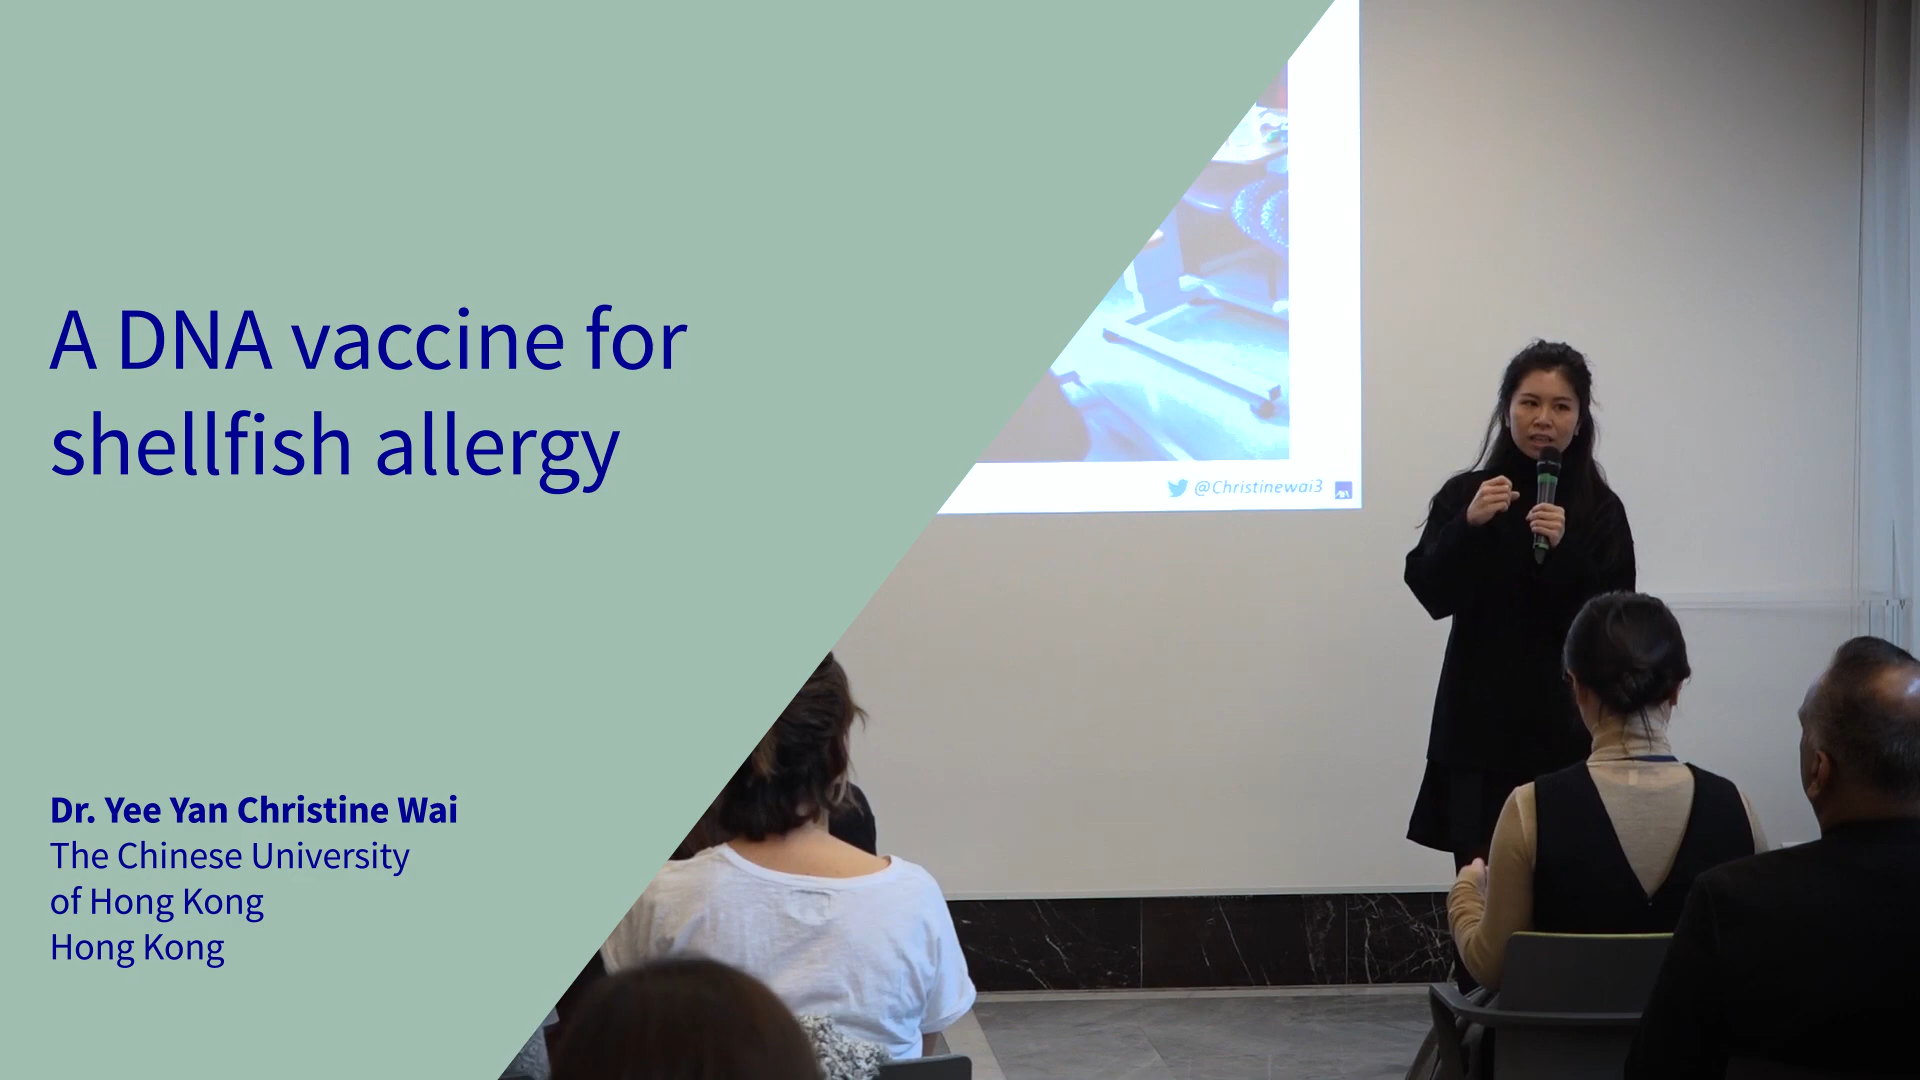 A DNA vaccine for
shellfish allergy
@Christinewai3
Dr. Yee Yan Christine Wai
The Chinese University
of Hong Kong
Hong Kong